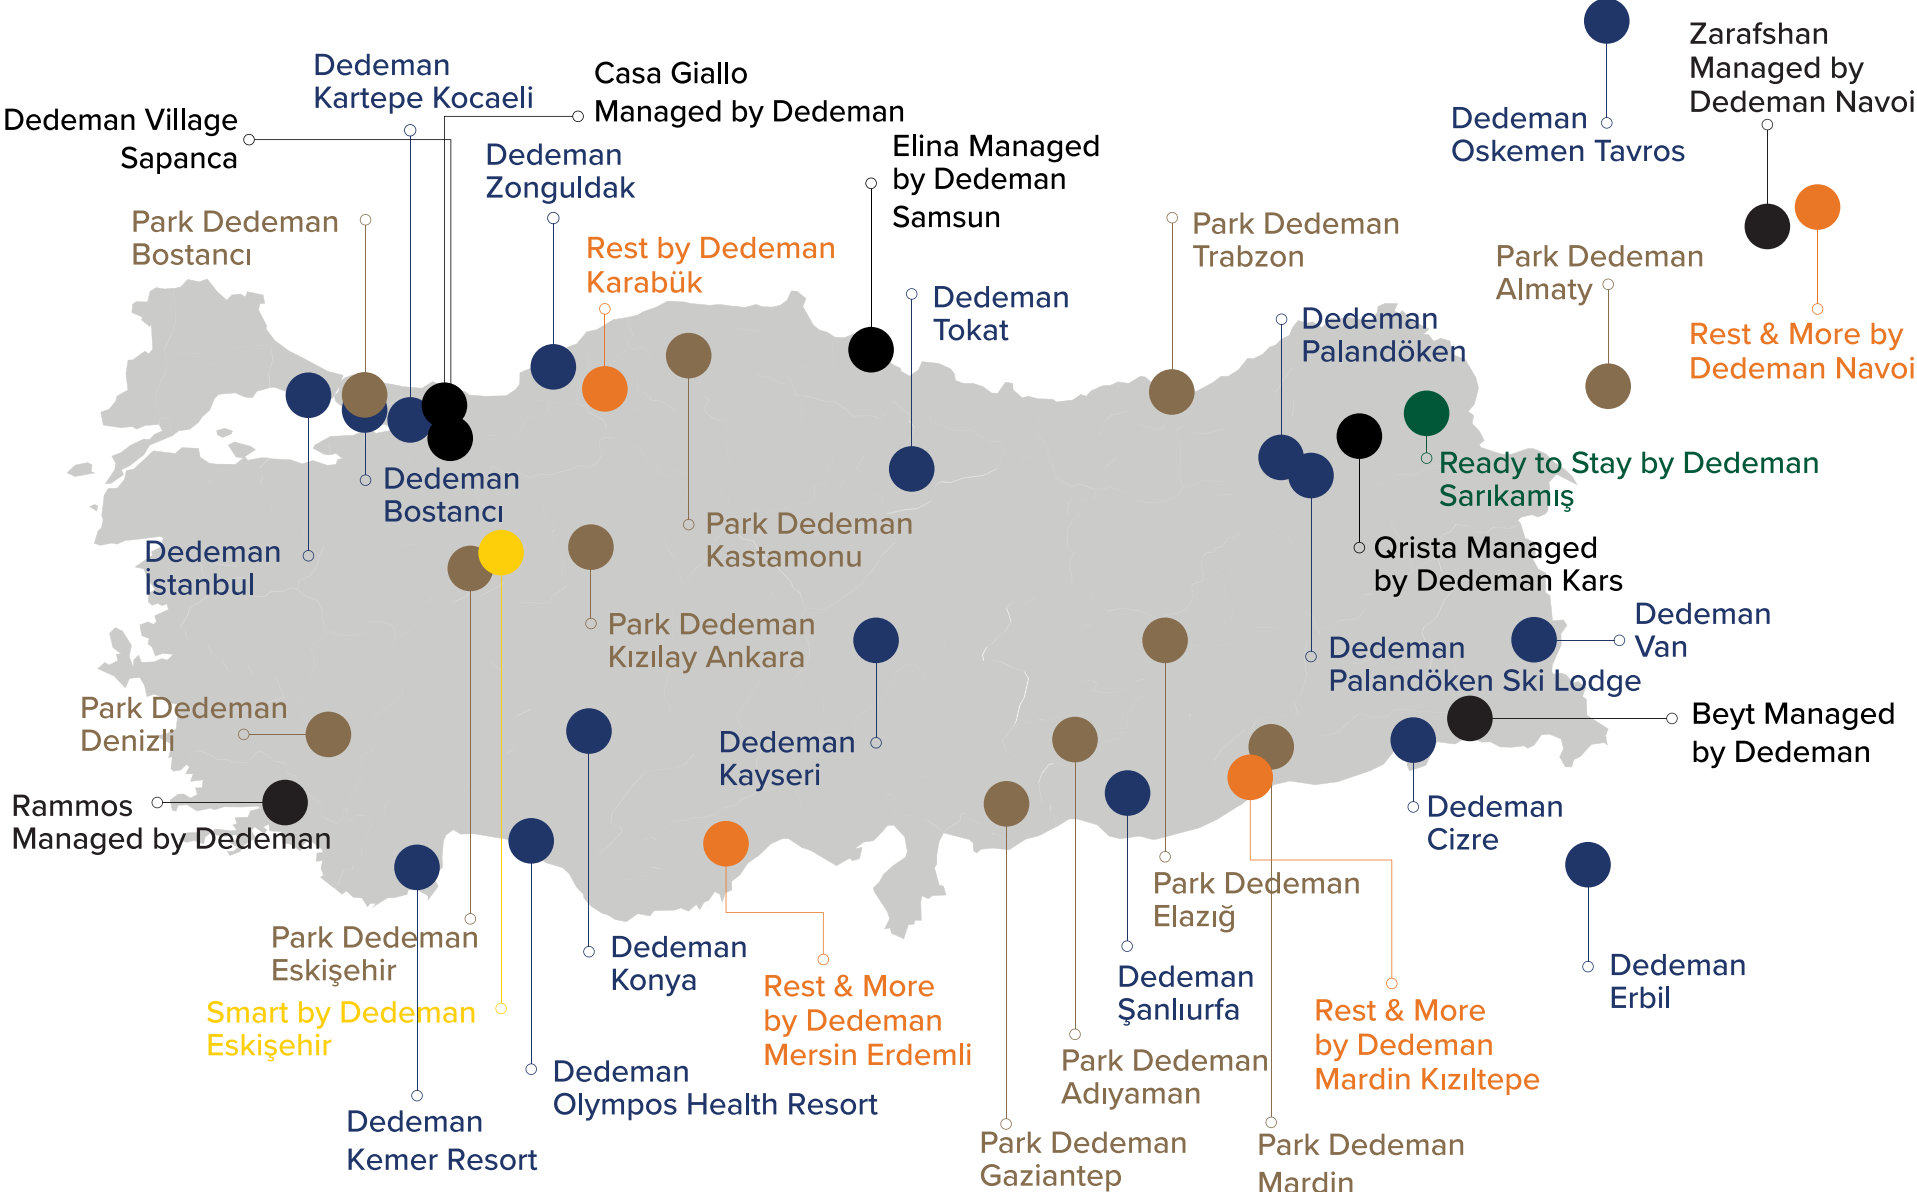 Zarafshan
Managed by
Dedeman Navoi
Dedeman
Kartepe Kocaeli
Casa Giallo
Managed by Dedeman
Dedeman Village
Sapanca
Dedeman
Oskemen Tavros
Elina Managed
by Dedeman
Samsun
Dedeman
Zonguldak
Park Dedeman
Bostancı
Park Dedeman
Trabzon
Rest by Dedeman
Karabük
Park Dedeman
Almaty
Dedeman
Tokat
Dedeman
Palandöken
Rest & More by
Dedeman Navoi
Ready to Stay by Dedeman
Sarıkamış
Dedeman
Bostancı
Park Dedeman
Kastamonu
Dedeman
İstanbul
Qrista Managed
by Dedeman Kars
Park Dedeman
Kızılay Ankara
Dedeman
Van
Dedeman
Palandöken Ski Lodge
Park Dedeman
Denizli
Beyt Managed
by Dedeman
Dedeman
Kayseri
Rammos
Managed by Dedeman
Dedeman
Cizre
Park Dedeman
Elazığ
Park Dedeman
Eskişehir
Dedeman
Konya
Dedeman
Erbil
Dedeman
Şanlıurfa
Rest & More
by Dedeman
Mersin Erdemli
Smart by Dedeman
Eskişehir
Rest & More
by Dedeman
Mardin Kızıltepe
Park Dedeman
Adıyaman
Dedeman
Olympos Health Resort
Dedeman
Kemer Resort
Park Dedeman
Gaziantep
Park Dedeman
Mardin